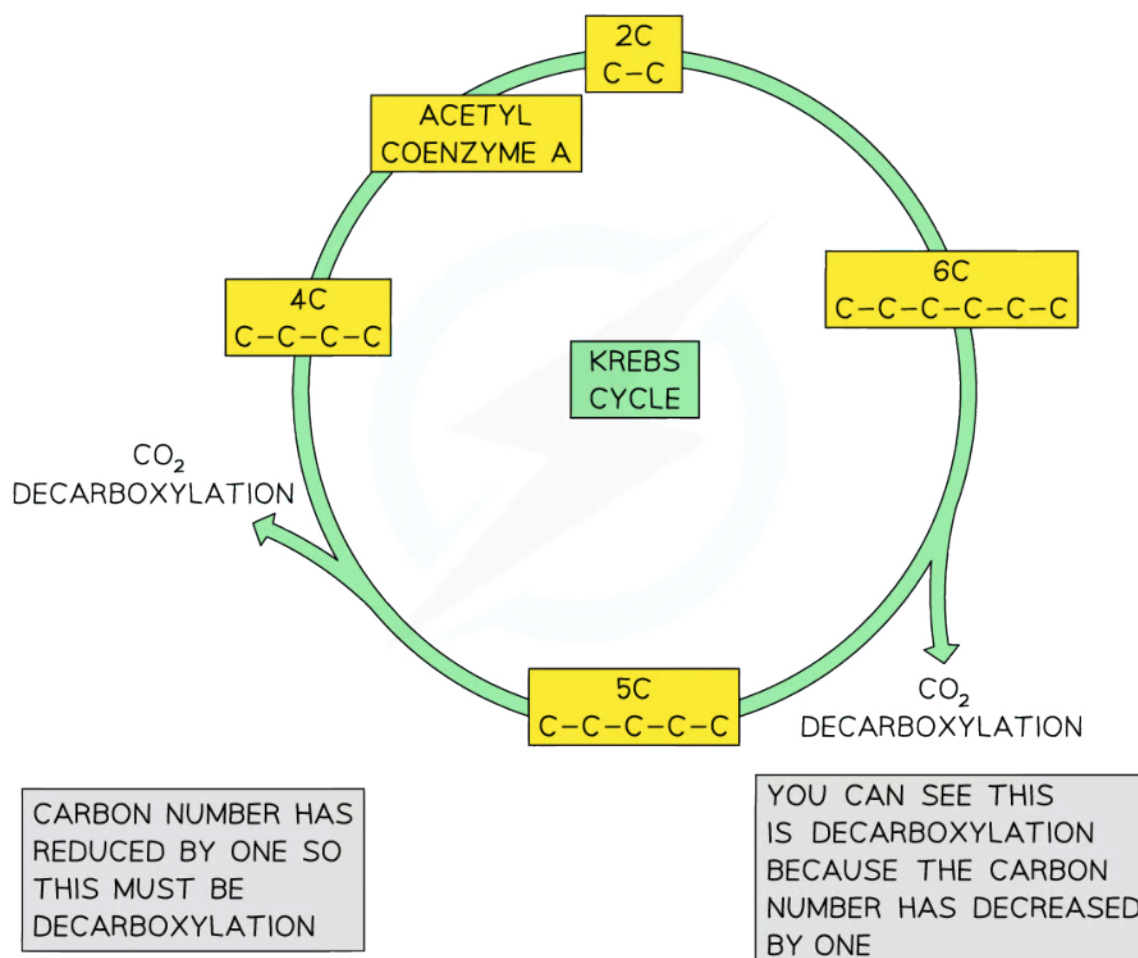 2C
C-C
ACETYL
COENZYME A
6C
C-C-C-C-C-C
4C
C-C-C-C
KREBS
CYCLE
CO₂
DECARBOXYLATION
5C
C-C-C-C-C
CO₂
DECARBOXYLATION
CARBON NUMBER HAS
REDUCED BY ONE SO
THIS MUST BE
DECARBOXYLATION
YOU CAN SEE THIS
IS DECARBOXYLATION
BECAUSE THE CARBON
NUMBER HAS DECREASED
BY ONE